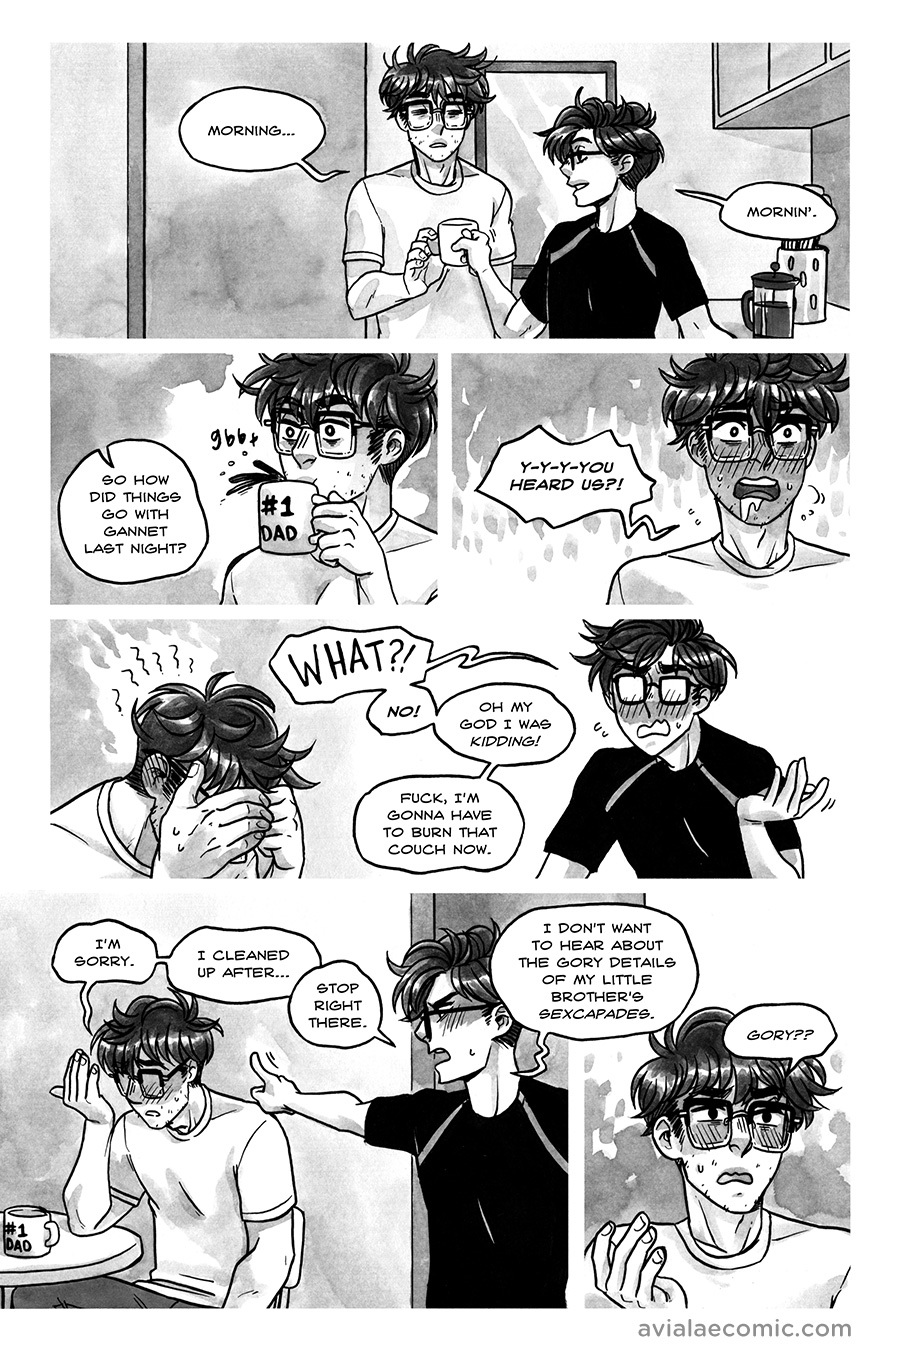 MORNING...
MORNIN'.
SO HOW
DID THINGS
GO WITH
GANNET
LAST NIGHT?
gbbt
#1
DAD
Y-Y-Y-YOU
HEARD US?!
WHAT?!
NO!
OH MY
GOD I WAS
KIDDING!
FUCK, I'M
GONNA HAVE
TO BURN THAT
COUCH NOW.
I'M
SORRY.
I CLEANED
UP AFTER...
STOP
RIGHT
THERE.
I DON'T WANT
TO HEAR ABOUT
THE GORY DETAILS
OF MY LITTLE
BROTHER'S
SEXCAPADES.
GORY??
#1
DAD
avialaecomic.com